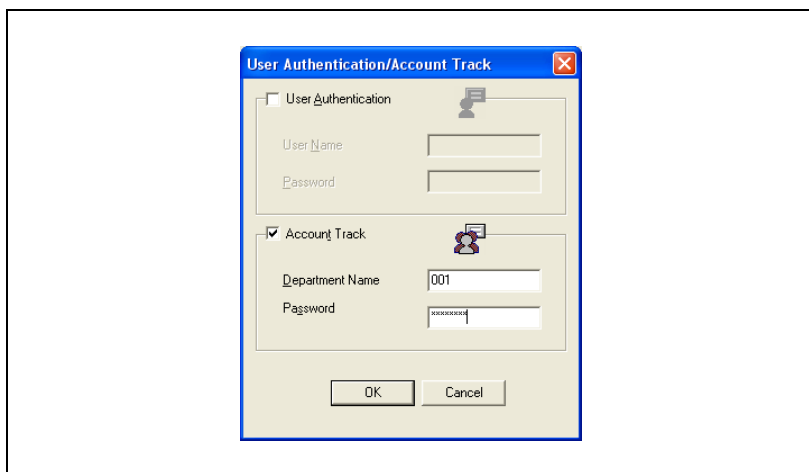 User Authentication/Account Track
User Authentication
User Name
Password
Account Track
Department Name 001
Password ********
OK Cancel